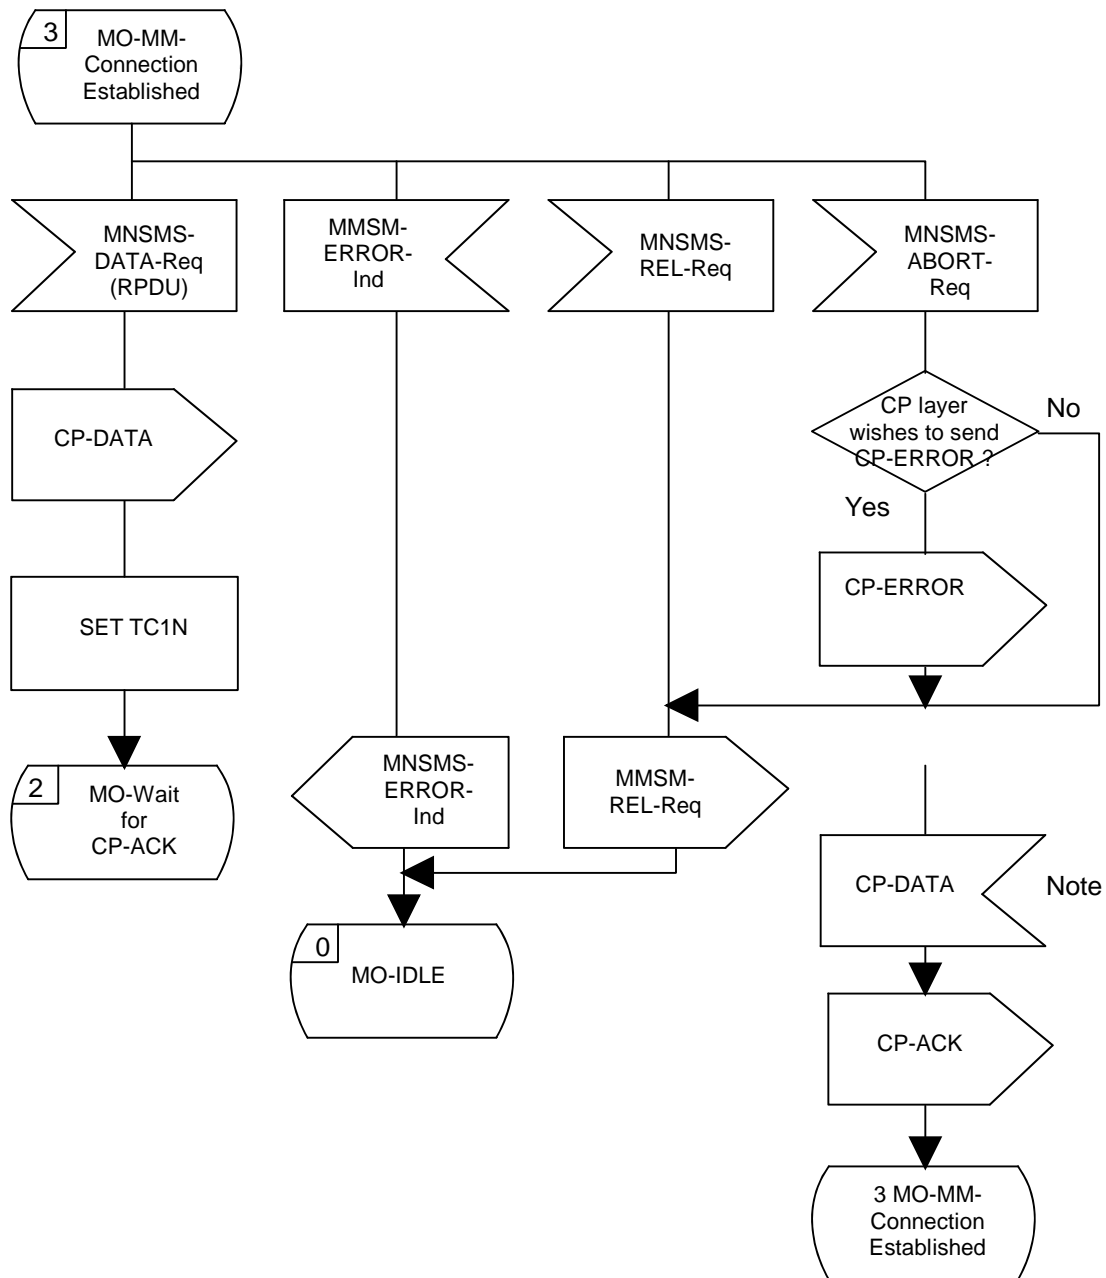 3
MO-MM-
Connection
Established
MNSMS-
DATA-Req
(RPDU)
MMSM-
ERROR-
Ind
MNSMS-
REL-Req
MNSMS-
ABORT-
Req
CP-DATA
CP layer
wishes to send
CP-ERROR ?
No
Yes
SET TC1N
CP-ERROR
2
MO-Wait
for
CP-ACK
MNSMS-
ERROR-
Ind
MMSM-
REL-Req
CP-DATA
Note
0
MO-IDLE
CP-ACK
3 MO-MM-
Connection
Established